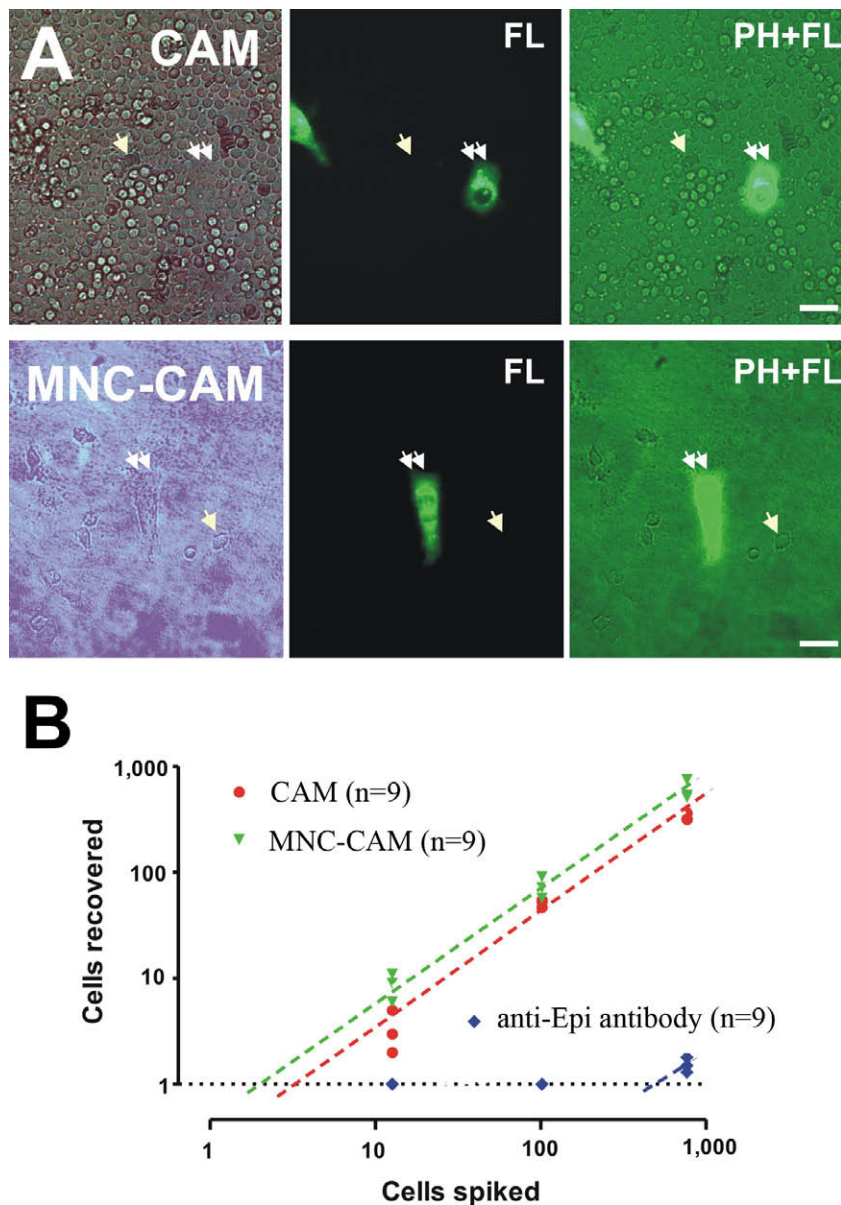 A
CAM
FL
PH+FL
MNC-CAM
FL
PH+FL
B
1,000
100
10
1
CAM (n=9)
MNC-CAM (n=9)
anti-Epi antibody (n=9)
1
10
100
1,000
Cells recovered
Cells spiked